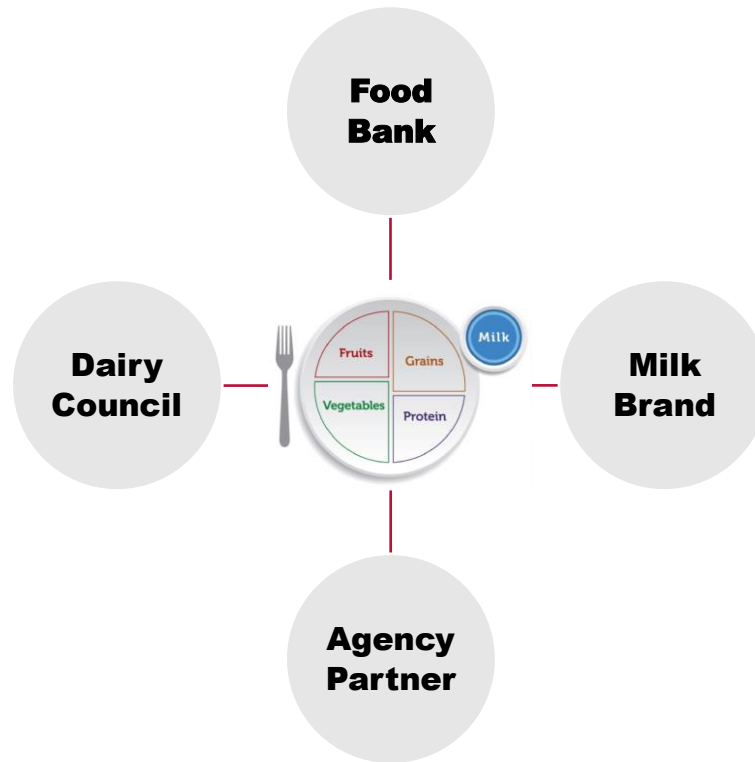 Food
Bank
Dairy
Council
Fruits
Grains
Vegetables
Protein
Milk
Milk
Brand
Agency
Partner